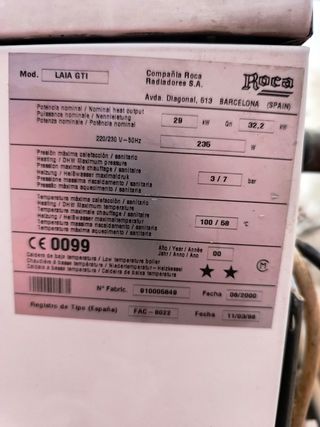 Mod. LAIA GTI
Compañía Roca
Radiadores S.A.
Roca
Avda. Diagonal, 513 BARCELONA (SPAIN)
Potencia nominal / Nominal heat output
Puissance nominale / Nennleistung
Potenza nominale / Potência nominal
29 kW Qn 32,2 kW
220/230 V~50Hz 235 W
Presión máxima calefacción / sanitario
Heating / DHW Maximum pressure
Pression maximale chauffage / sanitaire
Heizung / Heißwasser maximaldruck
Pressione massima riscaldamento / sanitario
Pressão máxima aquecimento / sanitário
3 / 7 bar
Temperatura máxima calefacción / sanitario
Heating / DHW Maximum temperature
Température maximale chauffage / sanitaire
Heizung / Heißwasser maximaltemperatur
Temperatura massima riscaldamento / sanitario
Temperatura máxima aquecimento / sanitário
100 / 68 °C
CE 0099
Año / Year / Année
Jahr / Anno / Ano
00
Caldera de baja temperatura / Low temperature boiler
Chaudière à basse température / Niedertemperatur - Heizkessel
Caldaia a bassa temperatura / Caldeira de baixa temperatura
Nº Fabric. 910005849 Fecha 06/2000
Registro de Tipo (España) FAC - 8022 Fecha 11/03/98